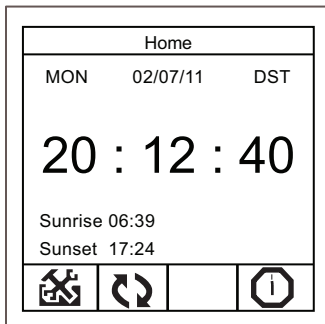 Home
MON 02/07/11 DST
20 : 12 : 40
Sunrise 06:39
Sunset 17:24
i